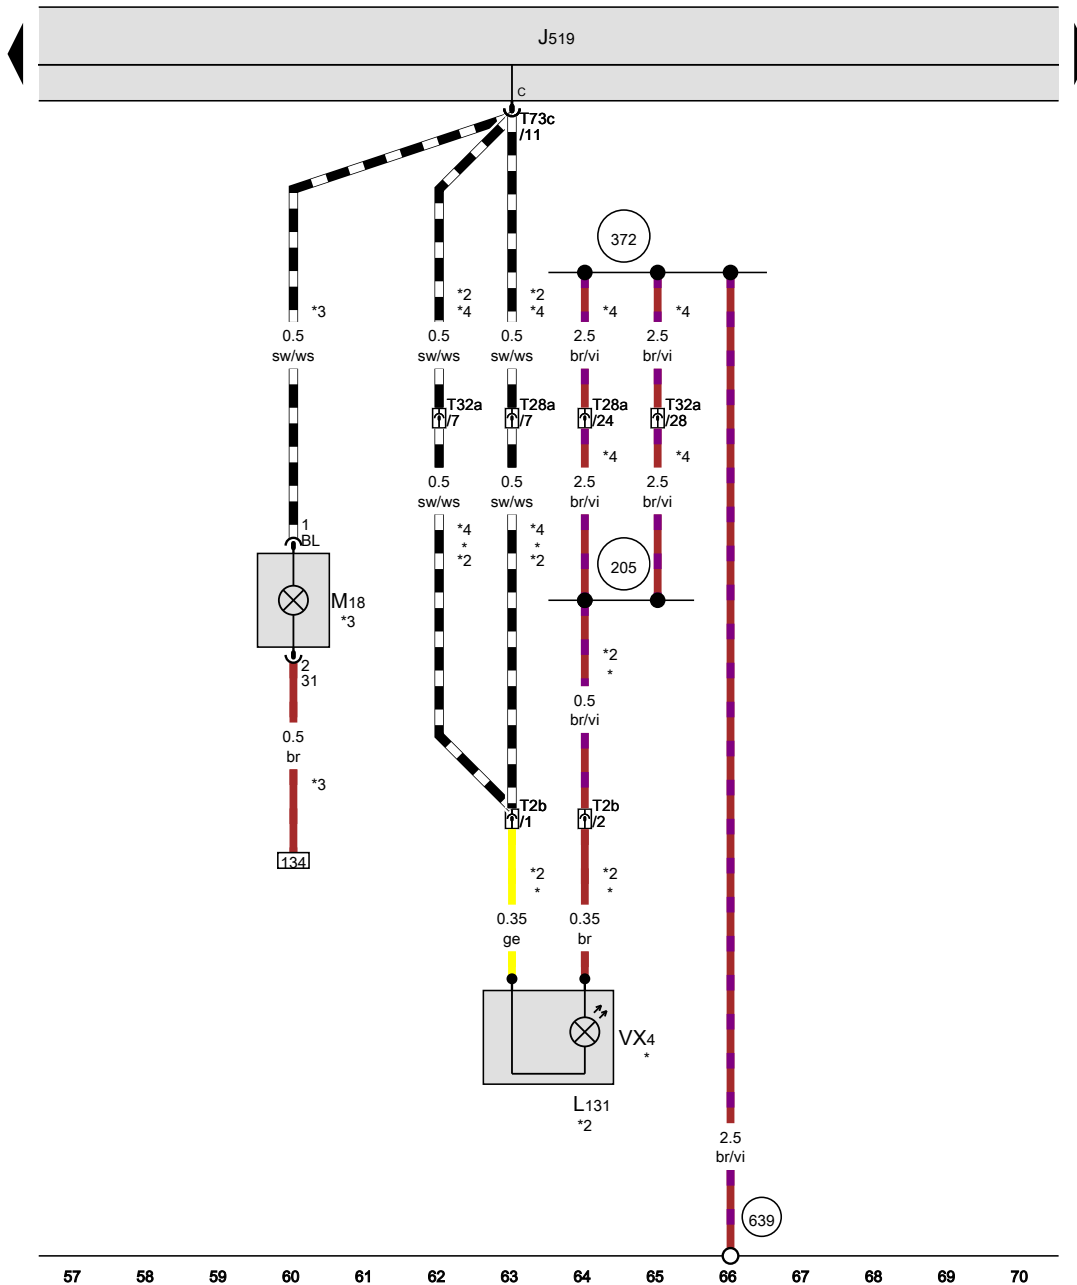 J519
C
T73c
/11
372
*3
*2
*4
*2
*4
*4
*4
0.5
sw/ws
0.5
sw/ws
0.5
sw/ws
2.5
br/vi
2.5
br/vi
T32a
/7
T28a
/7
T28a
/24
T32a
/28
*4
*4
0.5
sw/ws
0.5
sw/ws
2.5
br/vi
2.5
br/vi
1
BL
*4
*
*2
*4
*
*2
205
M18
*3
2
31
*2
*
0.5
br/vi
0.5
br
*3
T2b
/1
T2b
/2
134
*2
*
*2
*
0.35
ge
0.35
br
VX4
*
L131
*2
2.5
br/vi
639
57 58 59 60 61 62 63 64 65 66 67 68 69 70